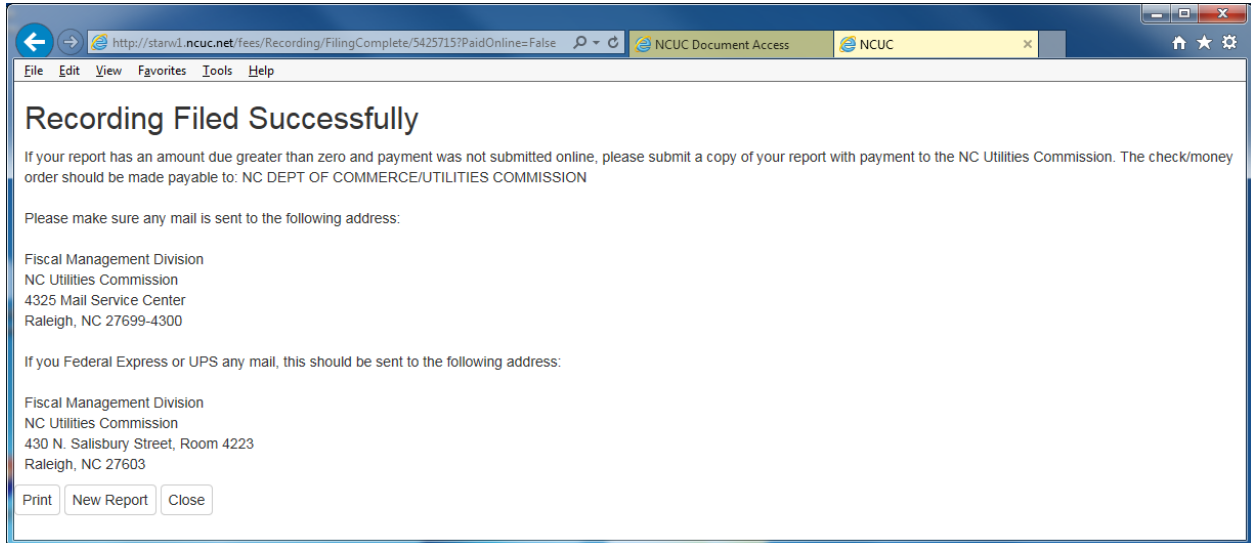 http://starw1.ncuc.net/fees/Recording/FilingComplete/5425715?PaidOnline=False
NCUC Document Access
NCUC
File Edit View Favorites Tools Help
Recording Filed Successfully
If your report has an amount due greater than zero and payment was not submitted online, please submit a copy of your report with payment to the NC Utilities Commission. The check/money
order should be made payable to: NC DEPT OF COMMERCE/UTILITIES COMMISSION
Please make sure any mail is sent to the following address:
Fiscal Management Division
NC Utilities Commission
4325 Mail Service Center
Raleigh, NC 27699-4300
If you Federal Express or UPS any mail, this should be sent to the following address:
Fiscal Management Division
NC Utilities Commission
430 N. Salisbury Street, Room 4223
Raleigh, NC 27603
Print New Report Close